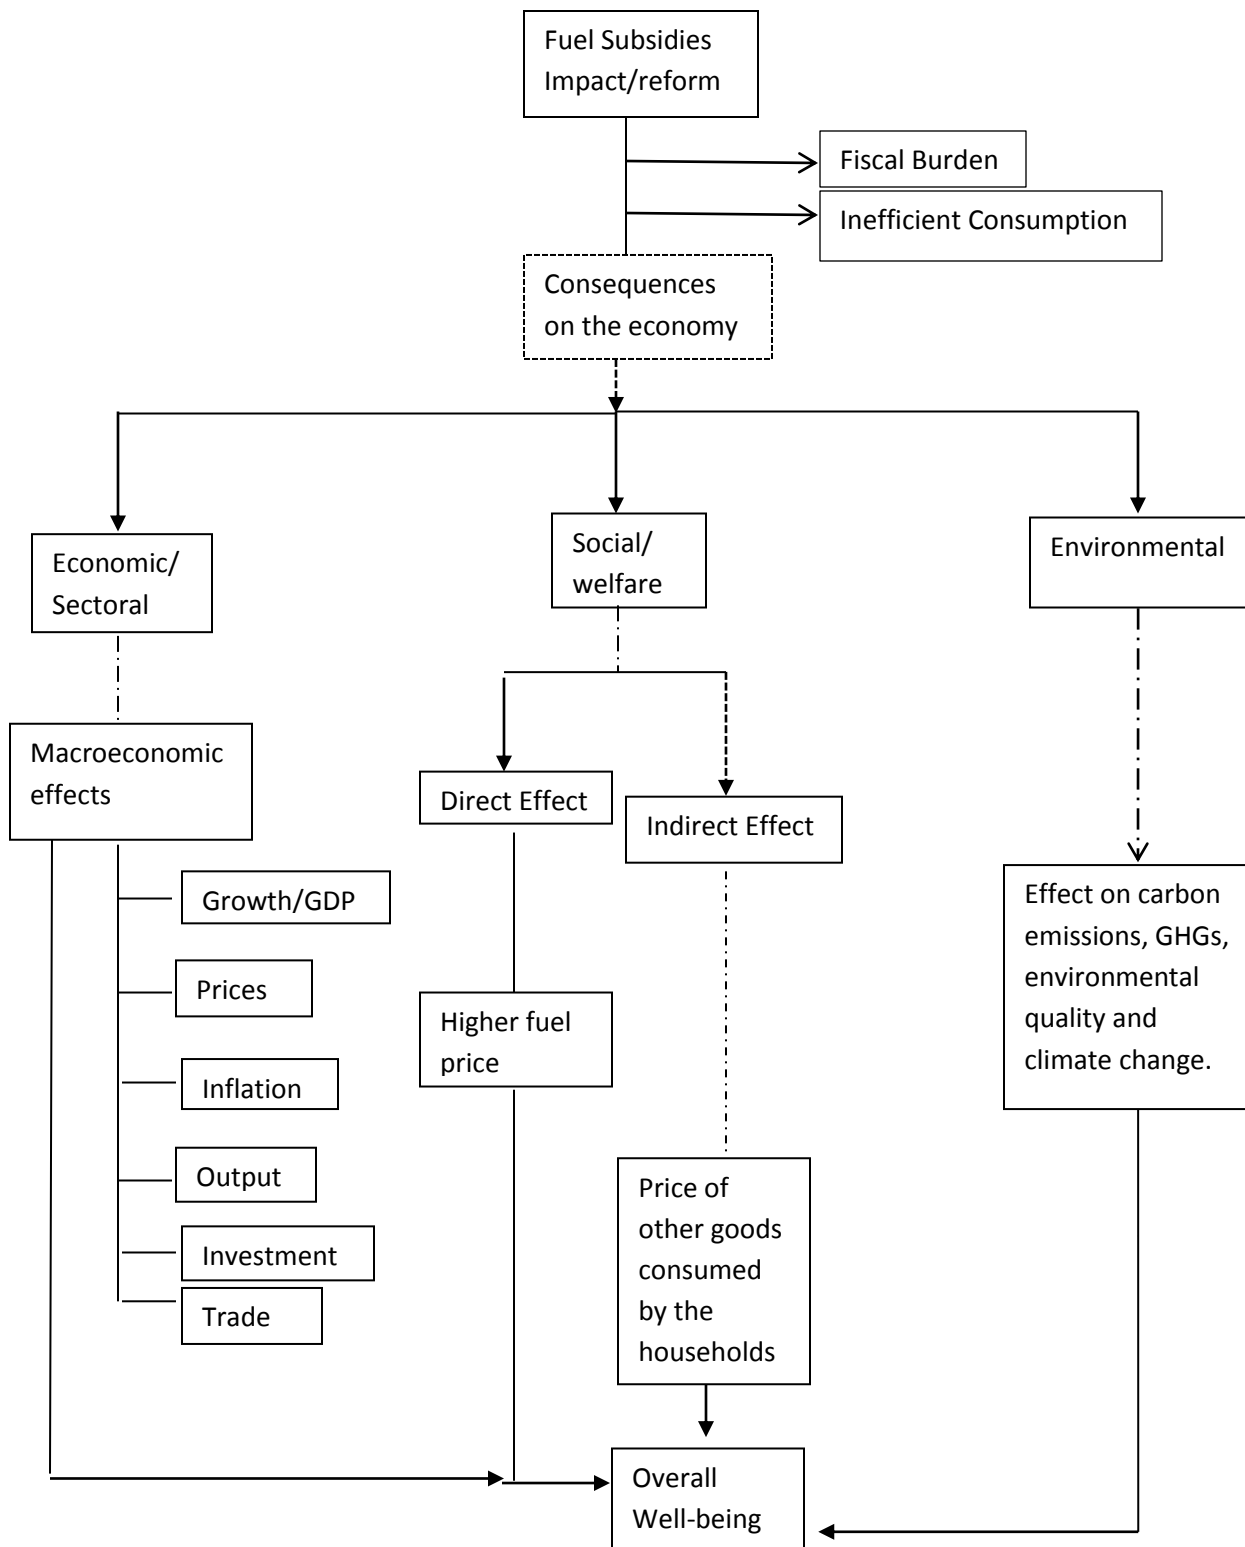 Fuel Subsidies
Impact/reform
Fiscal Burden
Inefficient Consumption
Consequences
on the economy
Economic/
Sectoral
Social/
welfare
Environmental
Macroeconomic
effects
Direct Effect
Indirect Effect
Growth/GDP
Prices
Inflation
Output
Investment
Trade
Higher fuel
price
Price of
other goods
consumed
by the
households
Effect on carbon
emissions, GHGs,
environmental
quality and
climate change.
Overall
Well-being